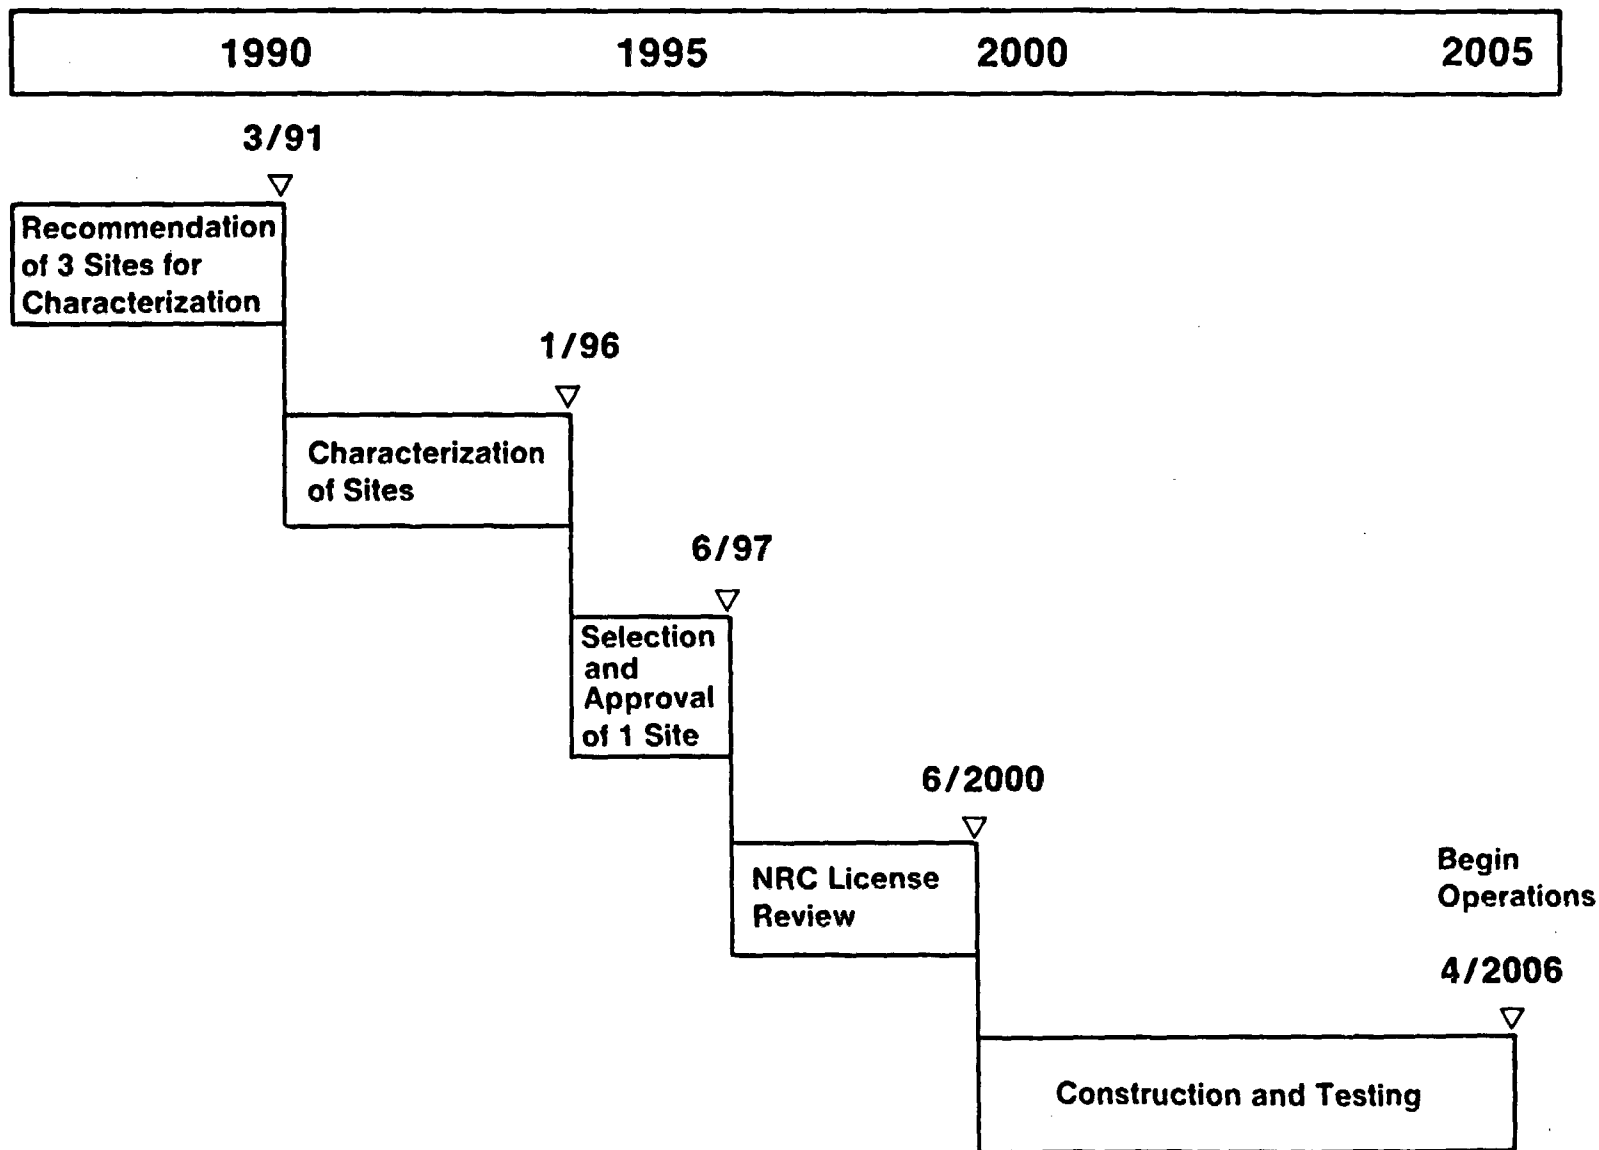 1990 1995 2000 2005
3/91
Recommendation
of 3 Sites for
Characterization
1/96
Characterization
of Sites
6/97
Selection
and
Approval
of 1 Site
6/2000
NRC License
Review
Begin
Operations
4/2006
Construction and Testing